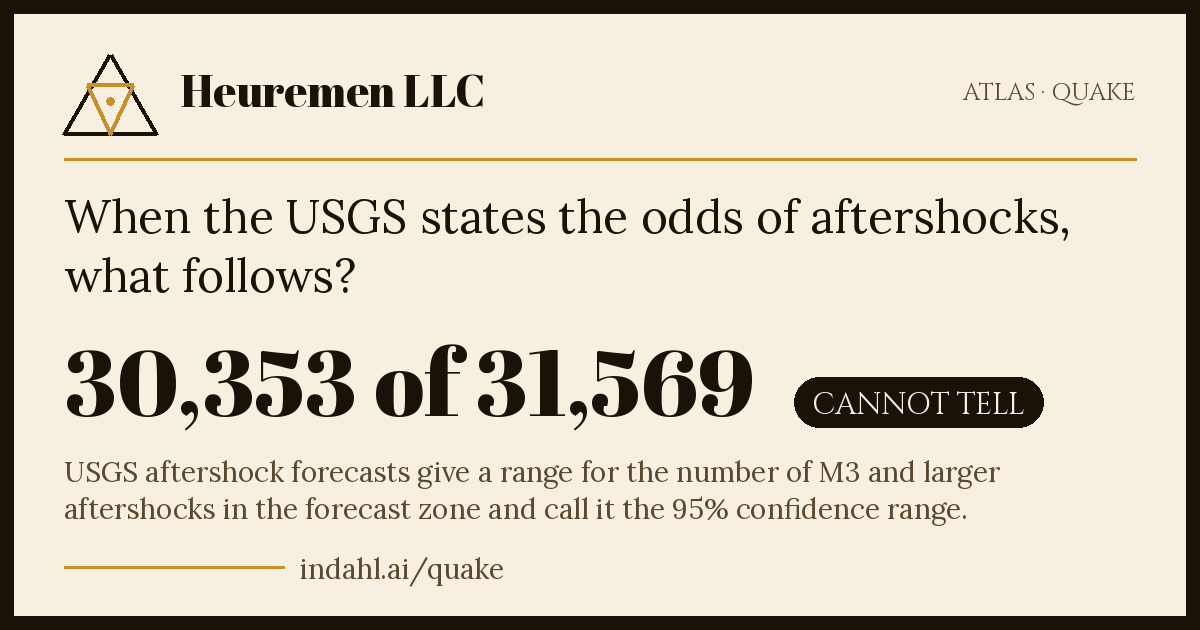 Heuremen LLC
ATLAS · QUAKE
When the USGS states the odds of aftershocks,
what follows?
30,353 of 31,569
CANNOT TELL
USGS aftershock forecasts give a range for the number of M3 and larger
aftershocks in the forecast zone and call it the 95% confidence range.
indahl.ai/quake